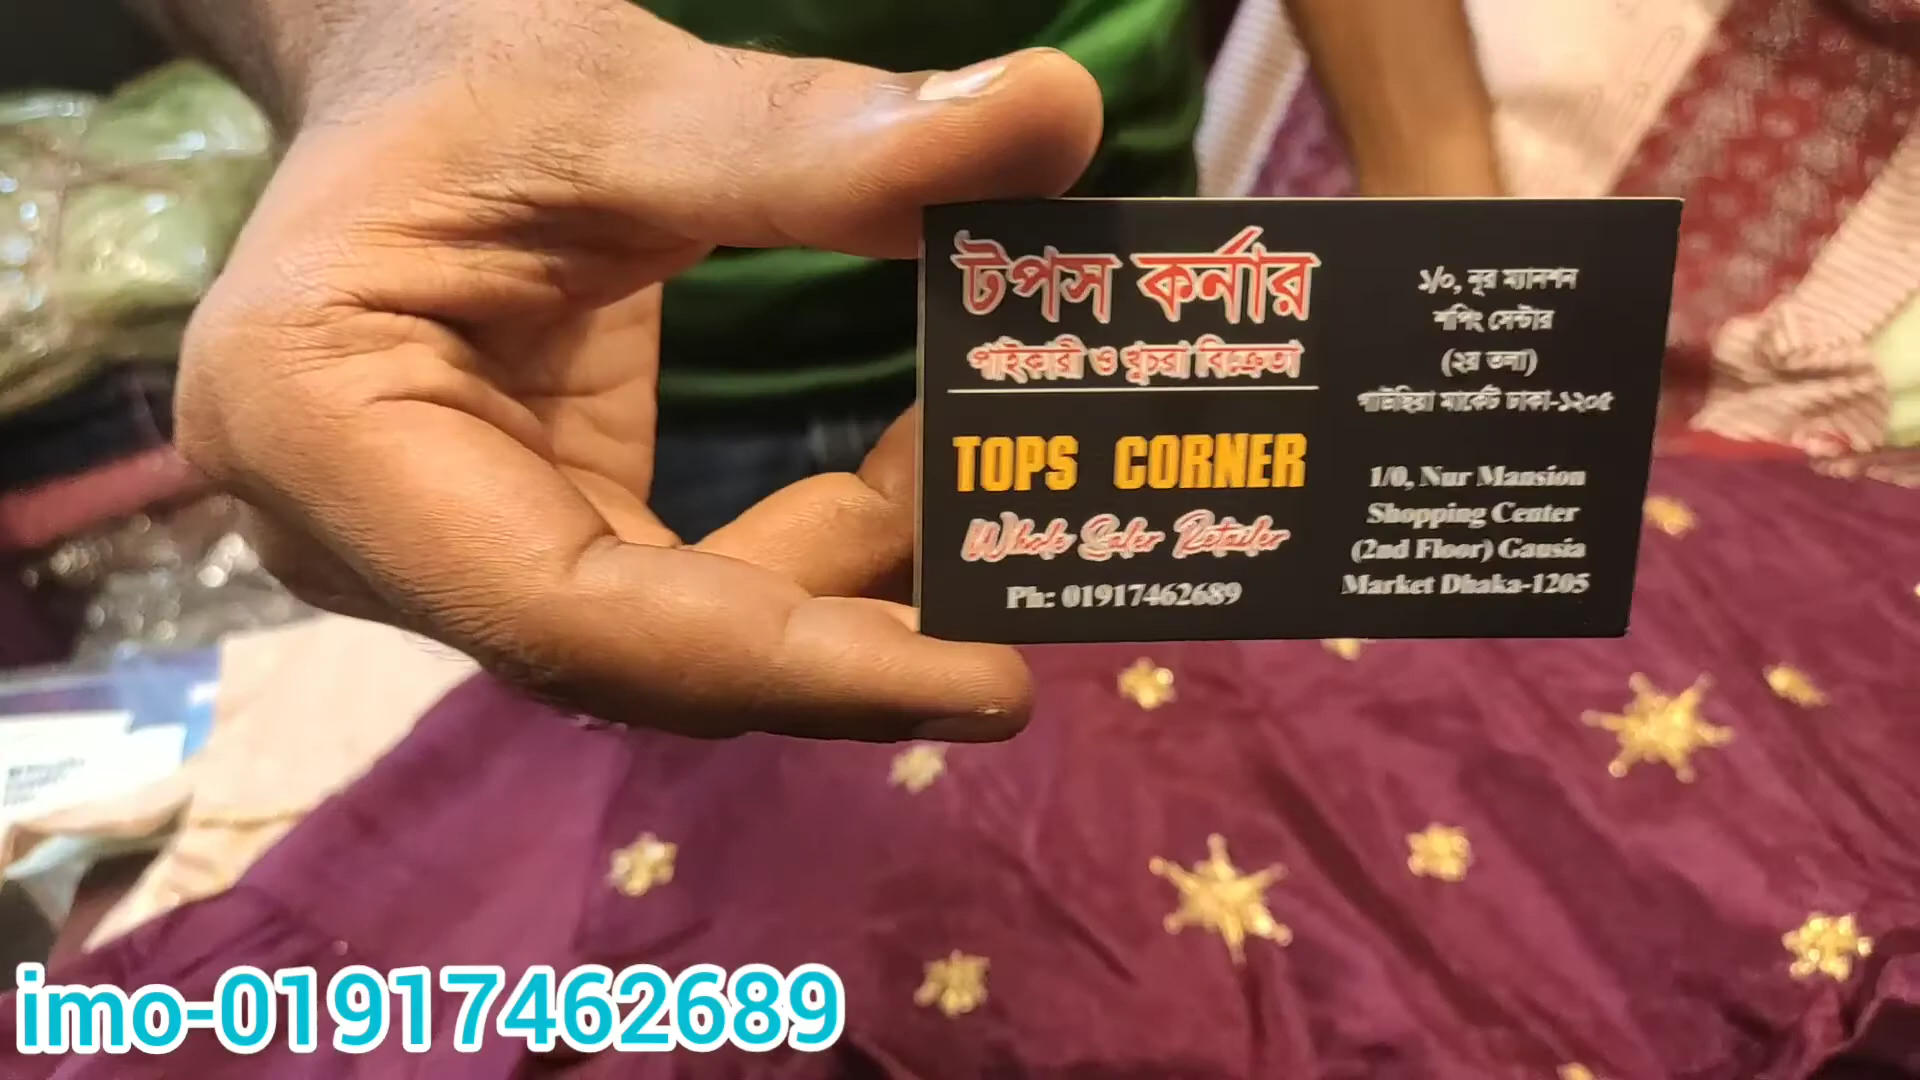 টপস কর্নার
পাইকারী ও খুচরা বিক্রেতা
TOPS CORNER
Whole Saler Retailer
Ph: 01917462689
১/০, নূর ম্যানশন
শপিং সেন্টার
(২য় তলা)
গাউছিয়া মার্কেট ঢাকা-১২০৫
1/0, Nur Mansion
Shopping Center
(2nd Floor) Gausia
Market Dhaka-1205
imo-01917462689